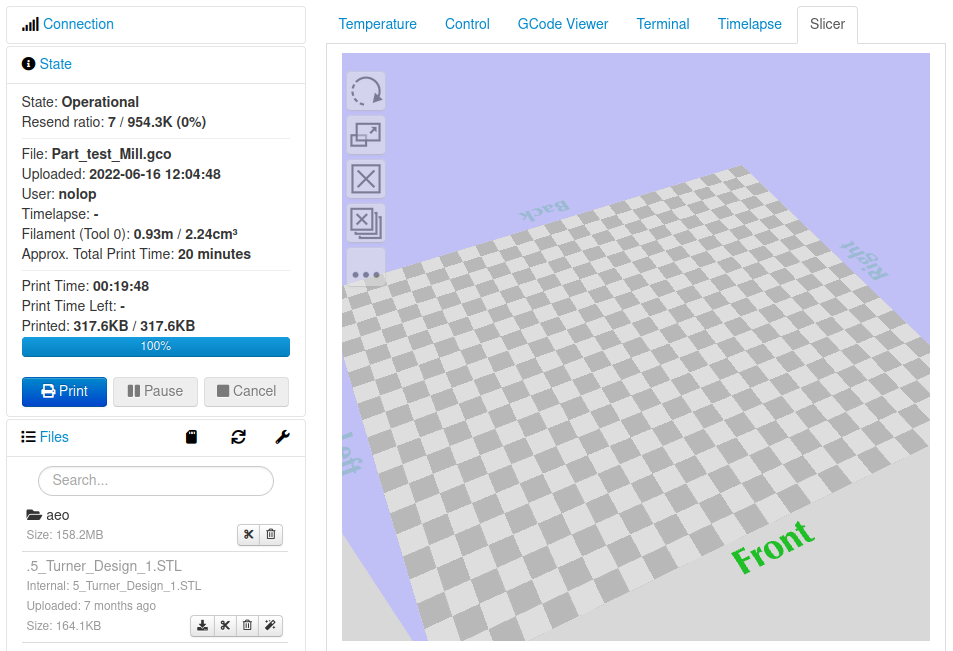 Connection
State
State: Operational
Resend ratio: 7 / 954.3K (0%)
File: Part_test_Mill.gco
Uploaded: 2022-06-16 12:04:48
User: nolop
Timelapse: -
Filament (Tool 0): 0.93m / 2.24cm³
Approx. Total Print Time: 20 minutes
Print Time: 00:19:48
Print Time Left: -
Printed: 317.6KB / 317.6KB
100%
Print Pause Cancel
Files
Search...
aeo
Size: 158.2MB
.5_Turner_Design_1.STL
Internal: 5_Turner_Design_1.STL
Uploaded: 7 months ago
Size: 164.1KB
Temperature Control GCode Viewer Terminal Timelapse Slicer
Back
Right
Left
Front